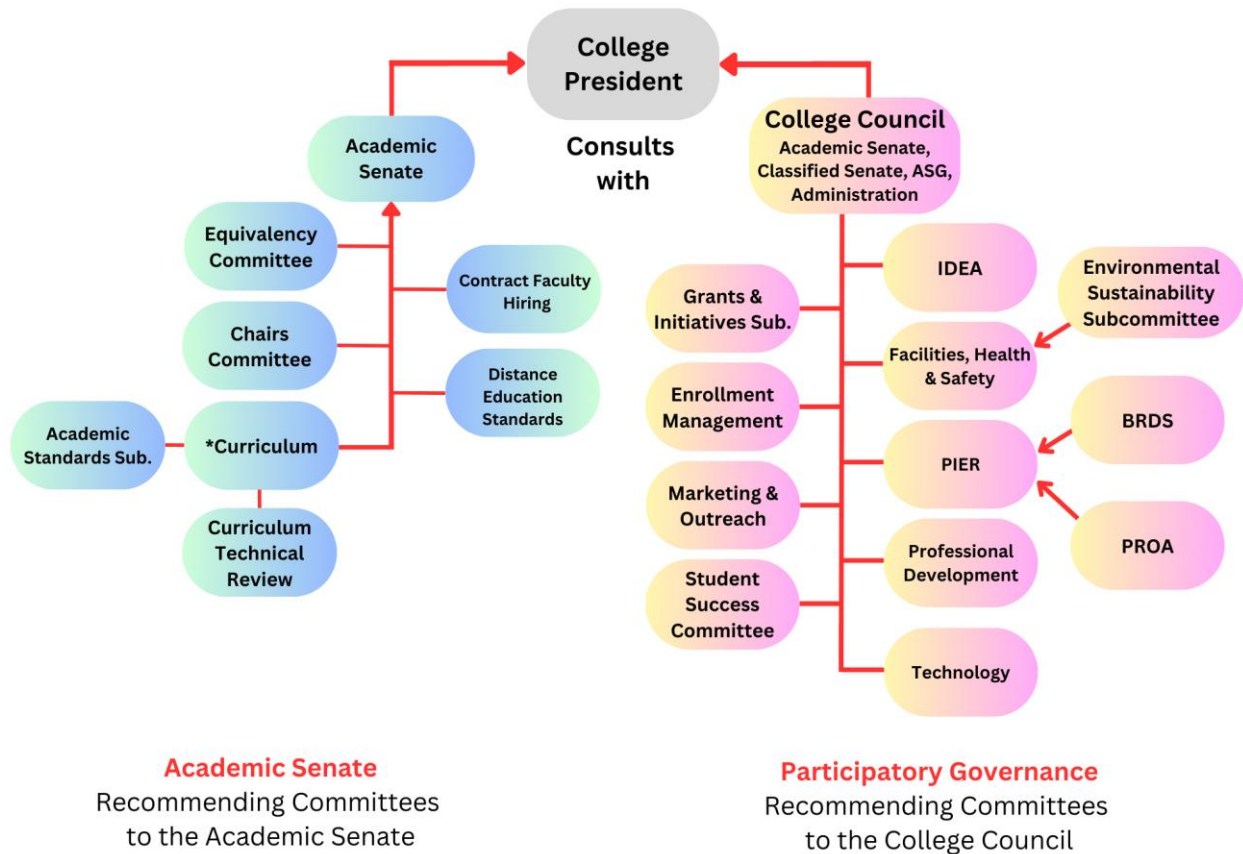 College
President
Consults
with
Academic
Senate
Equivalency
Committee
Contract Faculty
Hiring
Chairs
Committee
Distance
Education
Standards
Academic
Standards Sub.
*Curriculum
Curriculum
Technical
Review
College Council
Academic Senate,
Classified Senate, ASG,
Administration
IDEA
Environmental
Sustainability
Subcommittee
Grants &
Initiatives Sub.
Facilities, Health
& Safety
Enrollment
Management
BRDS
PIER
Marketing &
Outreach
PROA
Professional
Development
Student
Success
Committee
Technology
Academic Senate
Recommending Committees
to the Academic Senate
Participatory Governance
Recommending Committees
to the College Council